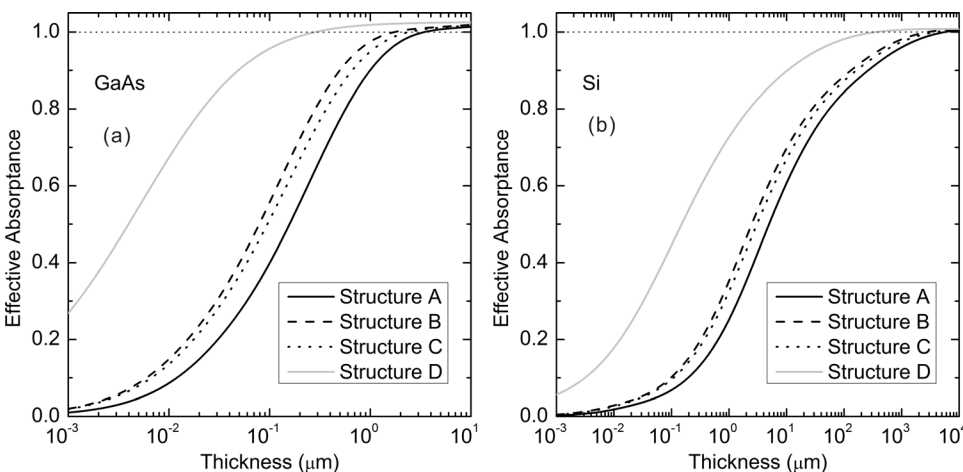 GaAs
(a)
Effective Absorptance
1.0
0.8
0.6
0.4
0.2
0.0
Structure A
Structure B
Structure C
Structure D
10⁻³ 10⁻² 10⁻¹ 10⁰ 10¹
Thickness (μm)
Si
(b)
Effective Absorptance
1.0
0.8
0.6
0.4
0.2
0.0
Structure A
Structure B
Structure C
Structure D
10⁻³ 10⁻² 10⁻¹ 10⁰ 10¹ 10² 10³ 10⁴
Thickness (μm)